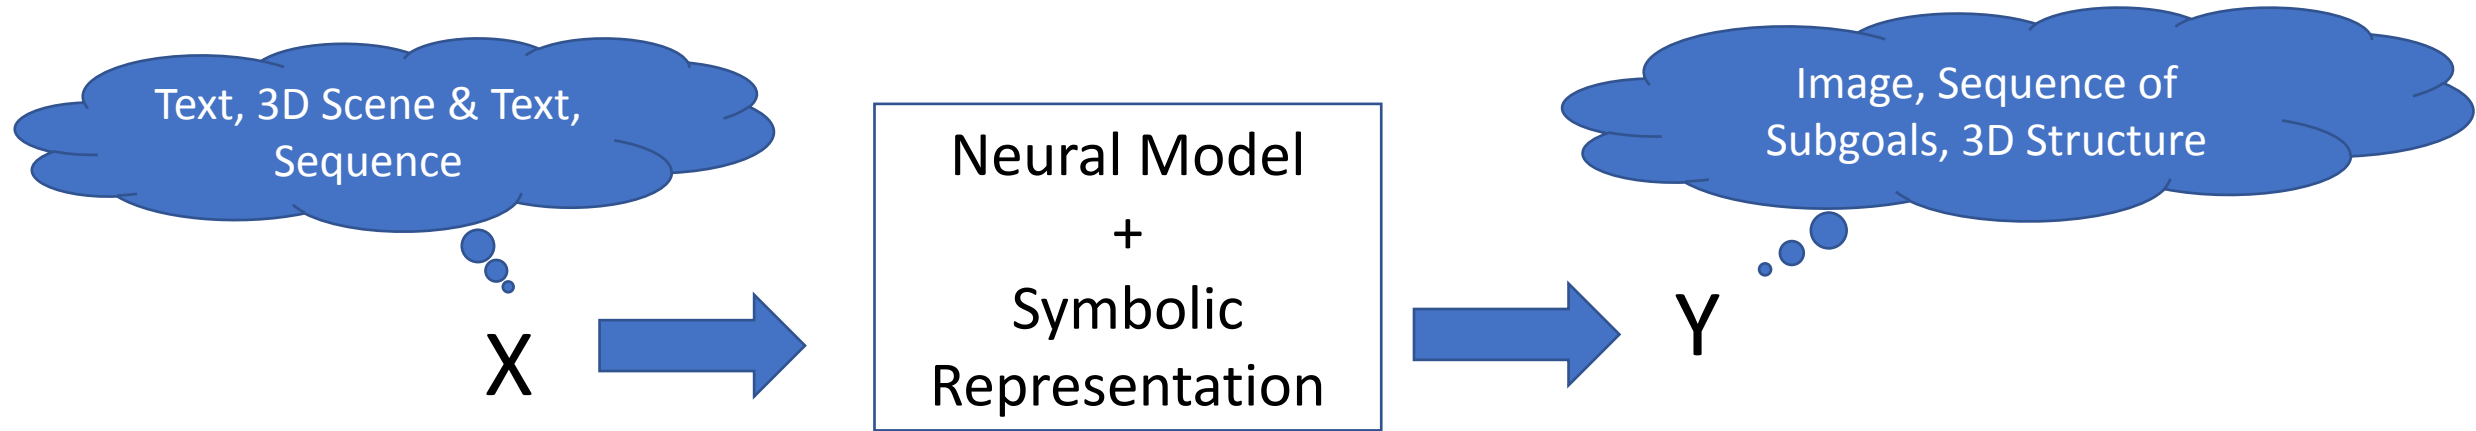 Text, 3D Scene & Text,
Sequence
X
Neural Model
+
Symbolic
Representation
Image, Sequence of
Subgoals, 3D Structure
Y